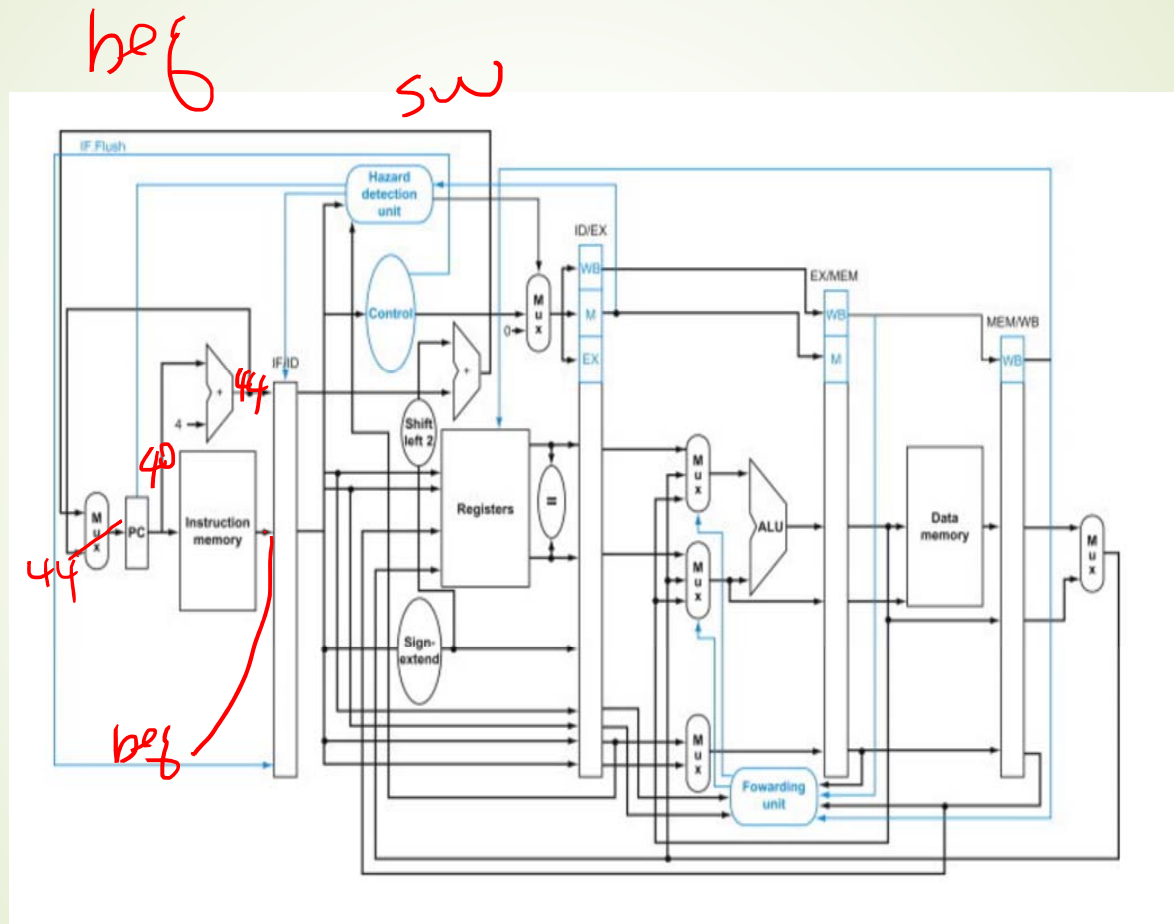 beq
sw
IF.Flush
Hazard
detection
unit
ID/EX
WB
EX/MEM
Control
M
u
x
0
M
WB
MEM/WB
IF/ID
EX
M
WB
+
+
44
4
Shift
left 2
40
M
u
x
PC
Instruction
memory
Registers
=
M
u
x
ALU
Data
memory
M
u
x
44
M
u
x
Sign-
extend
beq
M
u
x
Fowarding
unit